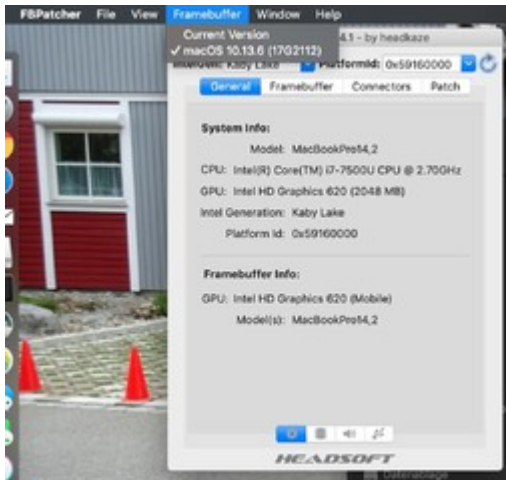 FBPatcher File View Framebuffer Window Help
Current Version
✓ macOS 10.13.6 (17G2112)
4.1 - by headkaze
Kaby Lake
PlatformId: 0x59160000
General Framebuffer Connectors Patch
System Info:
Model: MacBookPro14,2
CPU: Intel(R) Core(TM) i7-7500U CPU @ 2.70GHz
GPU: Intel HD Graphics 620 (2048 MB)
Intel Generation: Kaby Lake
Platform Id: 0x59160000
Framebuffer Info:
GPU: Intel HD Graphics 620 (Mobile)
Model(s): MacBookPro14,2
HEADSOFT
Datenablage